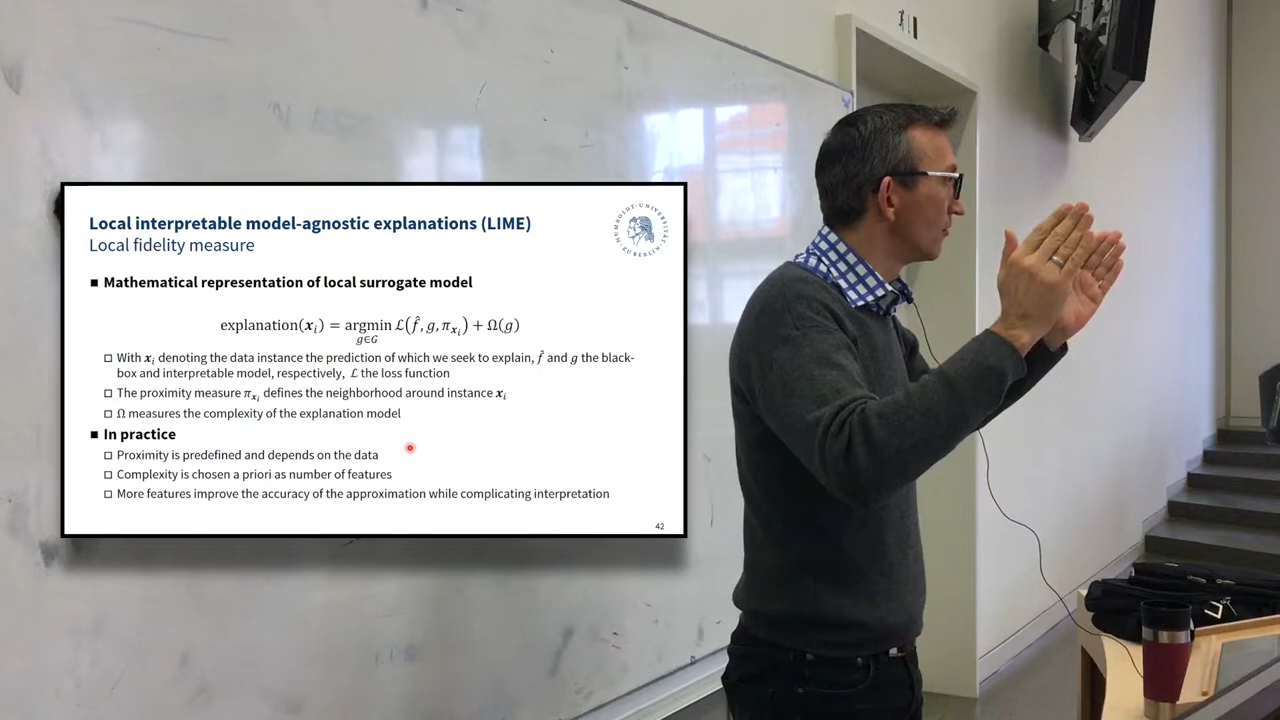 Local interpretable model-agnostic explanations (LIME)
Local fidelity measure
HUMBOLDT-UNIVERSITÄT ZU BERLIN
■ Mathematical representation of local surrogate model
explanation(𝒙ᵢ) = argmin ℒ(f̂, g, π𝐱ᵢ) + Ω(g)
g∈G
□ With 𝒙ᵢ denoting the data instance the prediction of which we seek to explain, f̂ and g the black-
box and interpretable model, respectively, ℒ the loss function
□ The proximity measure π𝐱ᵢ defines the neighborhood around instance 𝒙ᵢ
□ Ω measures the complexity of the explanation model
■ In practice
□ Proximity is predefined and depends on the data
□ Complexity is chosen a priori as number of features
□ More features improve the accuracy of the approximation while complicating interpretation
42